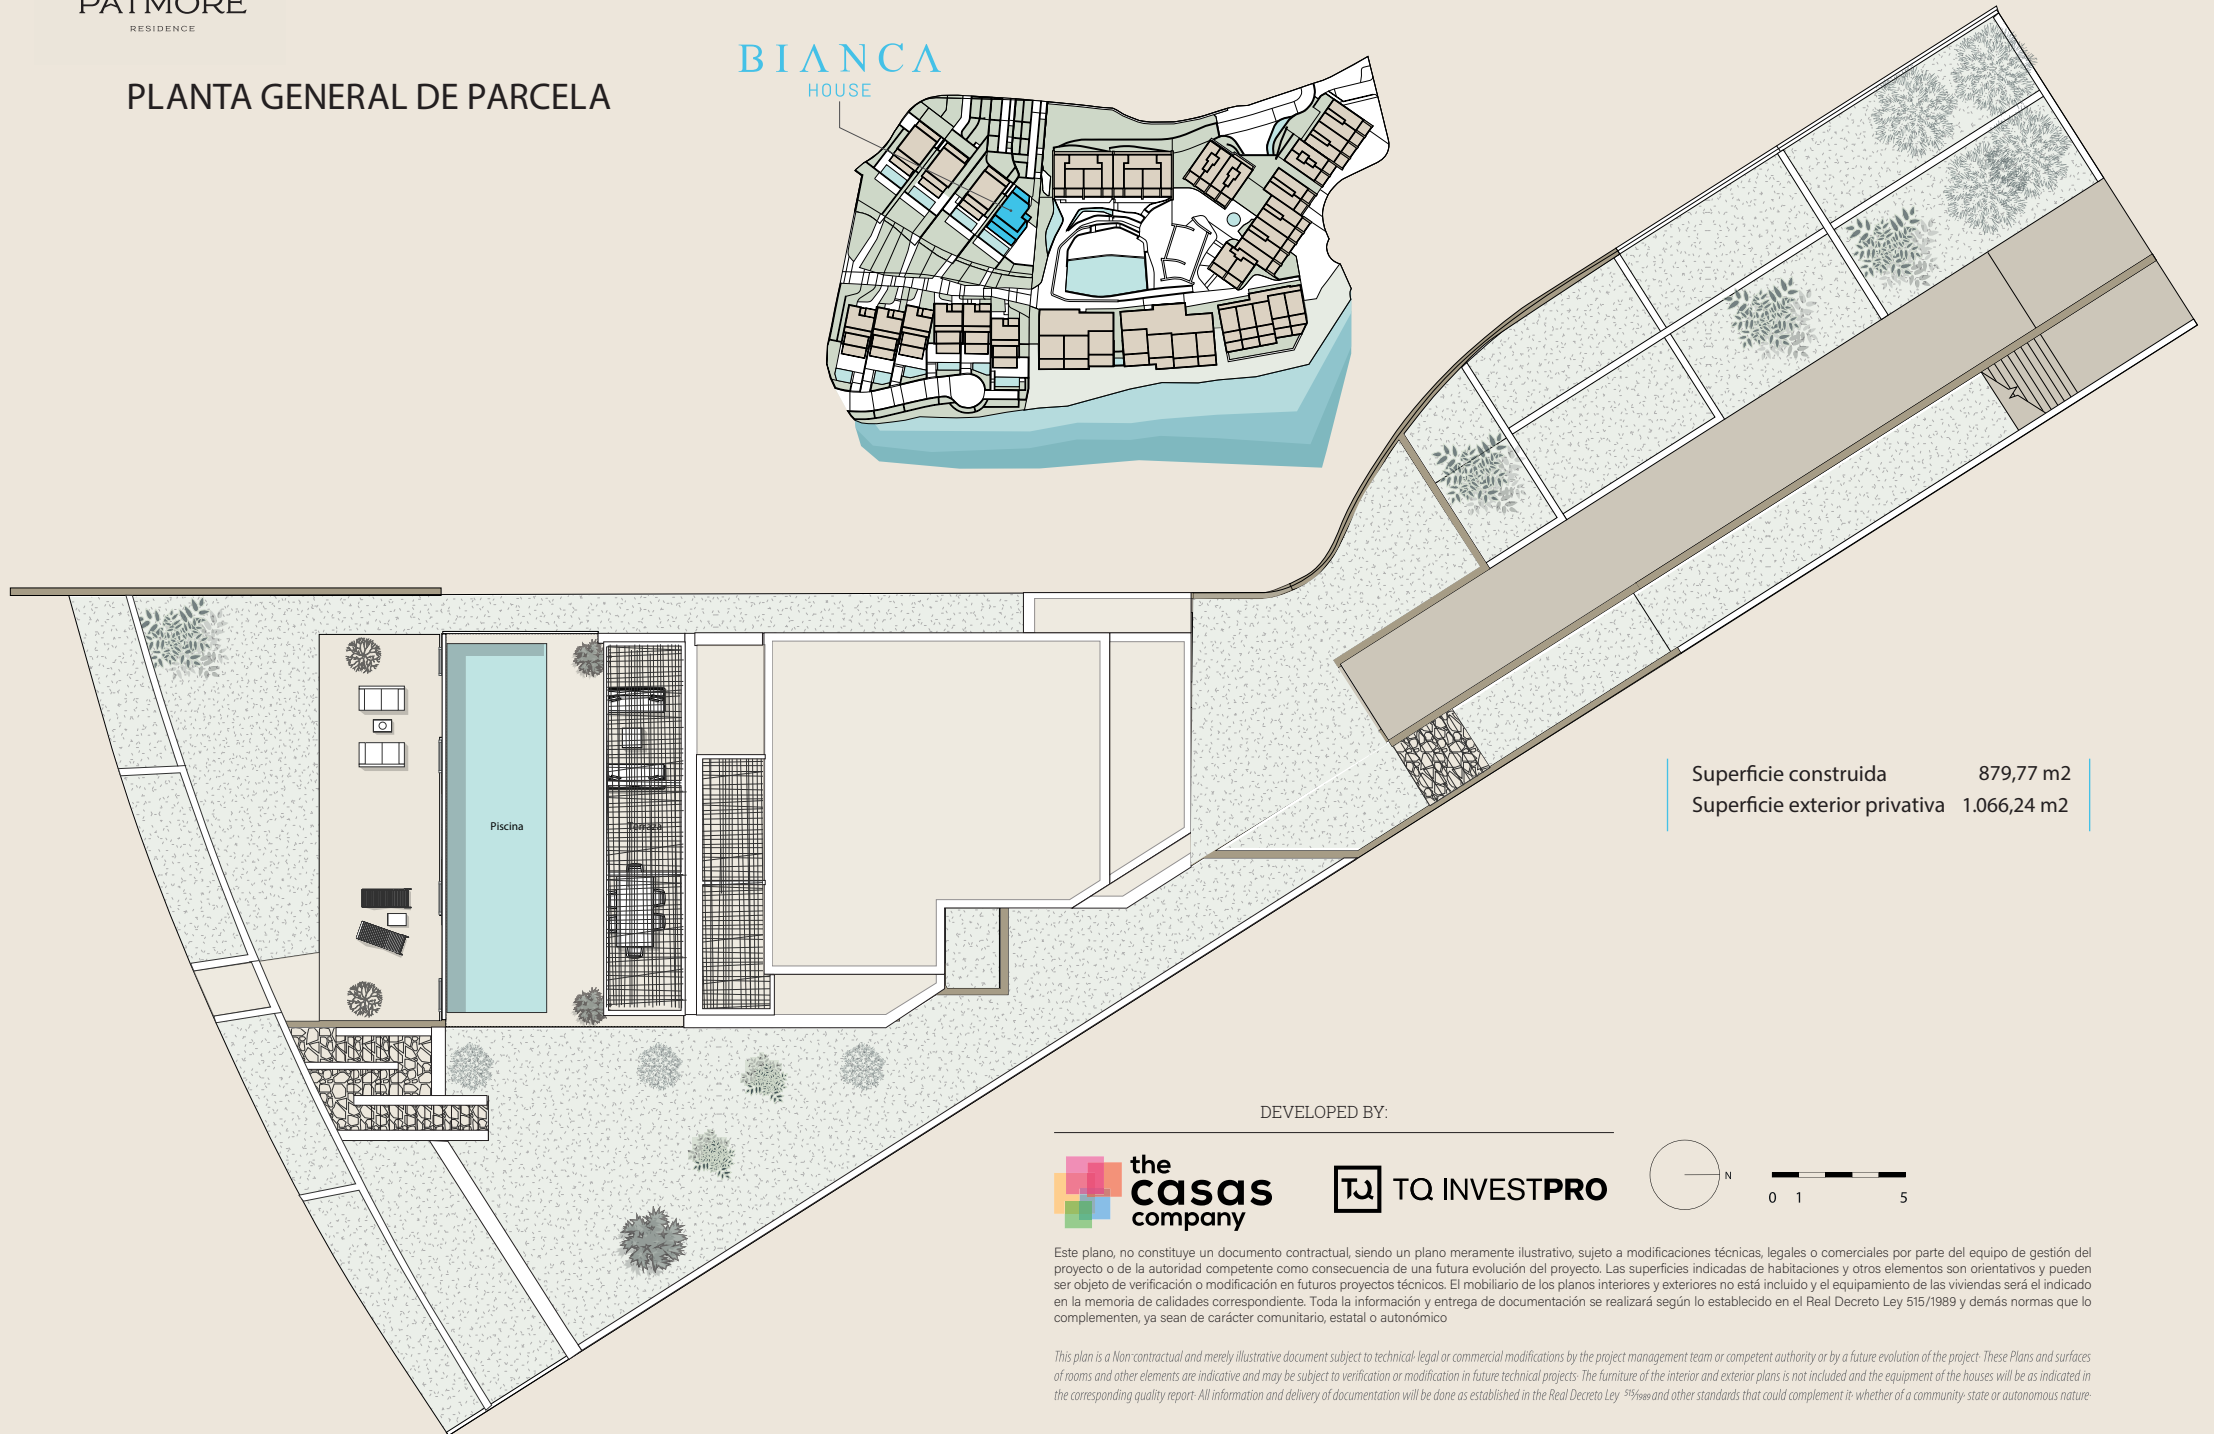 PATMORE
RESIDENCE
PLANTA GENERAL DE PARCELA
BIANCA
HOUSE
Piscina
Terraza
Superficie construida 879,77 m2
Superficie exterior privativa 1.066,24 m2
DEVELOPED BY:
the
casas
company
TQ TQ INVESTPRO
N
0 1 5
Este plano, no constituye un documento contractual, siendo un plano meramente ilustrativo, sujeto a modificaciones técnicas, legales o comerciales por parte del equipo de gestión del
proyecto o de la autoridad competente como consecuencia de una futura evolución del proyecto. Las superficies indicadas de habitaciones y otros elementos son orientativos y pueden
ser objeto de verificación o modificación en futuros proyectos técnicos. El mobiliario de los planos interiores y exteriores no está incluido y el equipamiento de las viviendas será el indicado
en la memoria de calidades correspondiente. Toda la información y entrega de documentación se realizará según lo establecido en el Real Decreto Ley 515/1989 y demás normas que lo
complementen, ya sean de carácter comunitario, estatal o autonómico
This plan is a Non-contractual and merely illustrative document subject to technical- legal or commercial modifications by the project management team or competent authority or by a future evolution of the project- These Plans and surfaces
of rooms and other elements are indicative and may be subject to verification or modification in future technical projects- The furniture of the interior and exterior plans is not included and the equipment of the houses will be as indicated in
the corresponding quality report- All information and delivery of documentation will be done as established in the Real Decreto Ley 515/1989 and other standards that could complement it- whether of a community- state or autonomous nature-